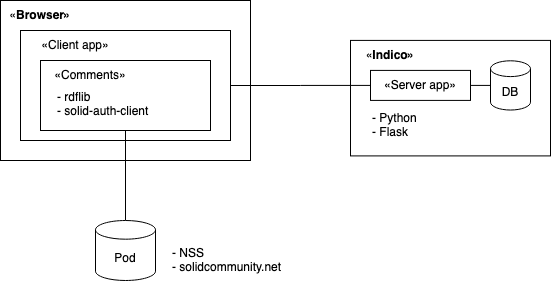 «Browser»
«Client app»
«Comments»
- rdflib
- solid-auth-client
«Indico»
«Server app»
DB
- Python
- Flask
Pod
- NSS
- solidcommunity.net